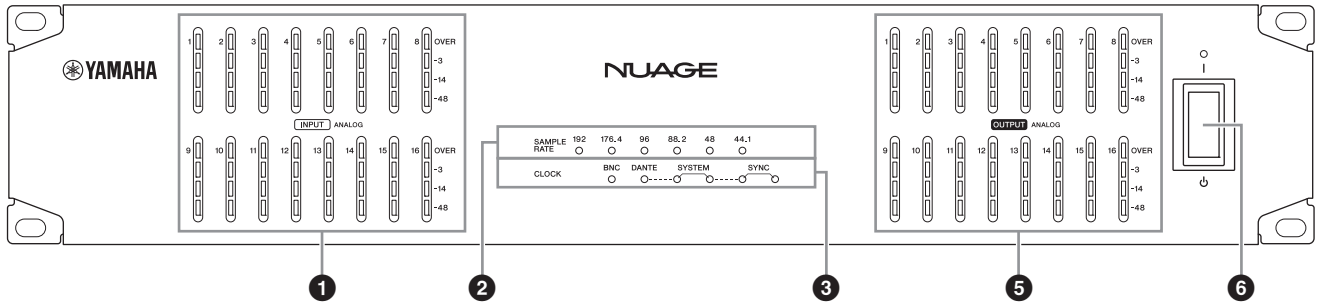 1 2 3 4 5 6 7 8 OVER
-3
-14
-48
YAMAHA
INPUT ANALOG
9 10 11 12 13 14 15 16 OVER
-3
-14
-48
NUAGE
SAMPLE RATE 192 176.4 96 88.2 48 44.1
CLOCK BNC DANTE SYSTEM SYNC
1 2 3 4 5 6 7 8 OVER
-3
-14
-48
OUTPUT ANALOG
9 10 11 12 13 14 15 16 OVER
-3
-14
-48
I
1 2 3 5 6